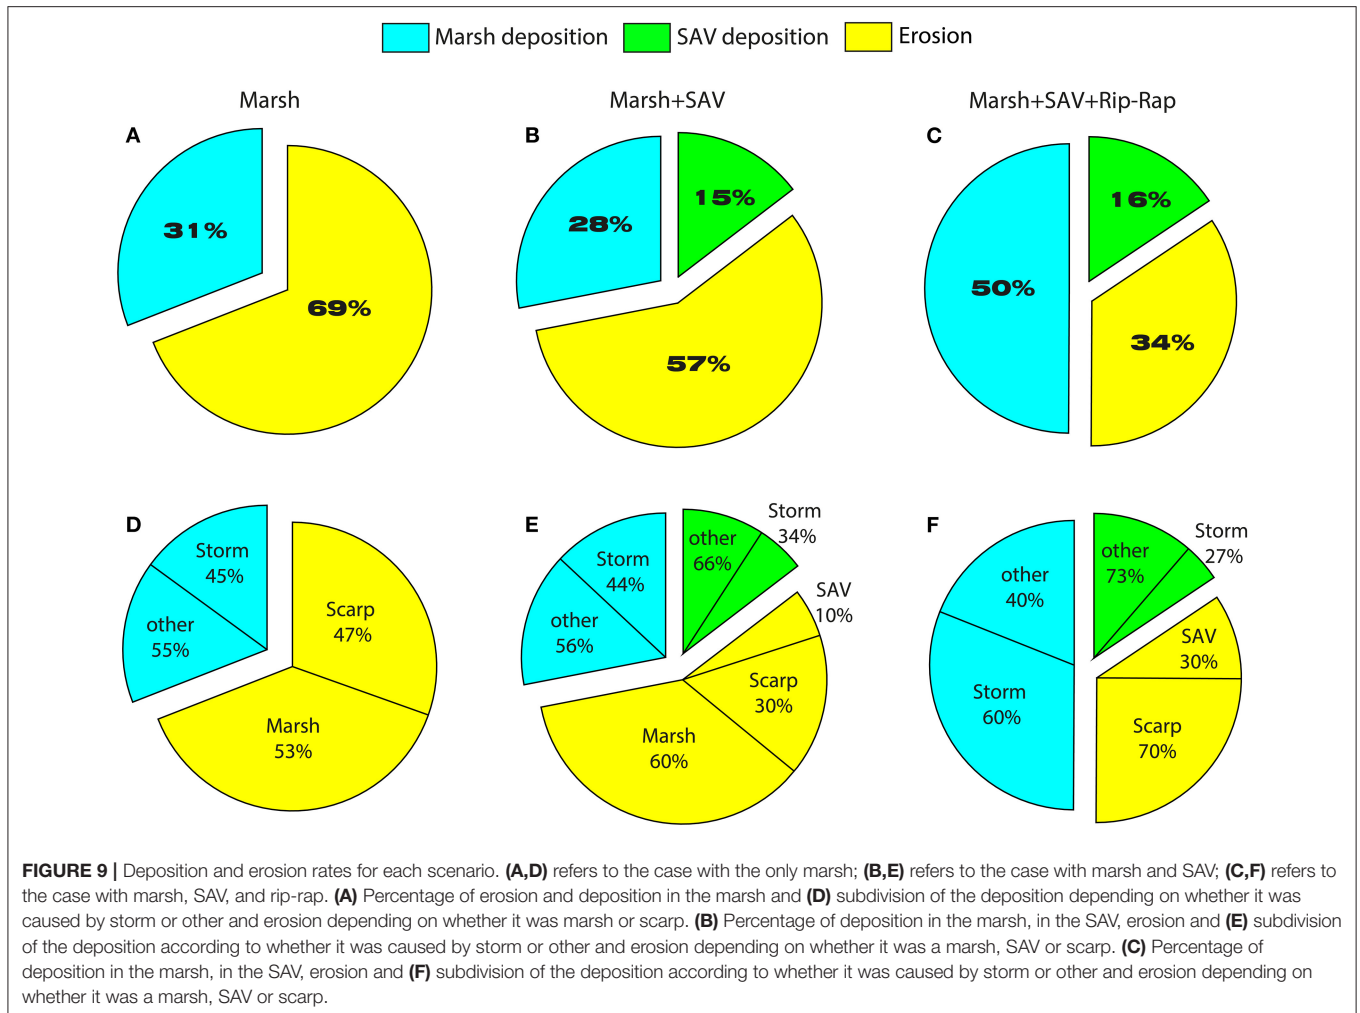 Marsh deposition SAV deposition Erosion
Marsh Marsh+SAV Marsh+SAV+Rip-Rap
A
31%
69%
B
28%
15%
57%
C
50%
16%
34%
D
Storm
45%
other
55%
Scarp
47%
Marsh
53%
E
Storm
44%
other
56%
other
66%
Storm
34%
SAV
10%
Scarp
30%
Marsh
60%
F
other
40%
Storm
60%
other
73%
Storm
27%
SAV
30%
Scarp
70%
FIGURE 9 | Deposition and erosion rates for each scenario. (A,D) refers to the case with the only marsh; (B,E) refers to the case with marsh and SAV; (C,F) refers to
the case with marsh, SAV, and rip-rap. (A) Percentage of erosion and deposition in the marsh and (D) subdivision of the deposition depending on whether it was
caused by storm or other and erosion depending on whether it was marsh or scarp. (B) Percentage of deposition in the marsh, in the SAV, erosion and (E) subdivision
of the deposition according to whether it was caused by storm or other and erosion depending on whether it was a marsh, SAV or scarp. (C) Percentage of
deposition in the marsh, in the SAV, erosion and (F) subdivision of the deposition according to whether it was caused by storm or other and erosion depending on
whether it was a marsh, SAV or scarp.